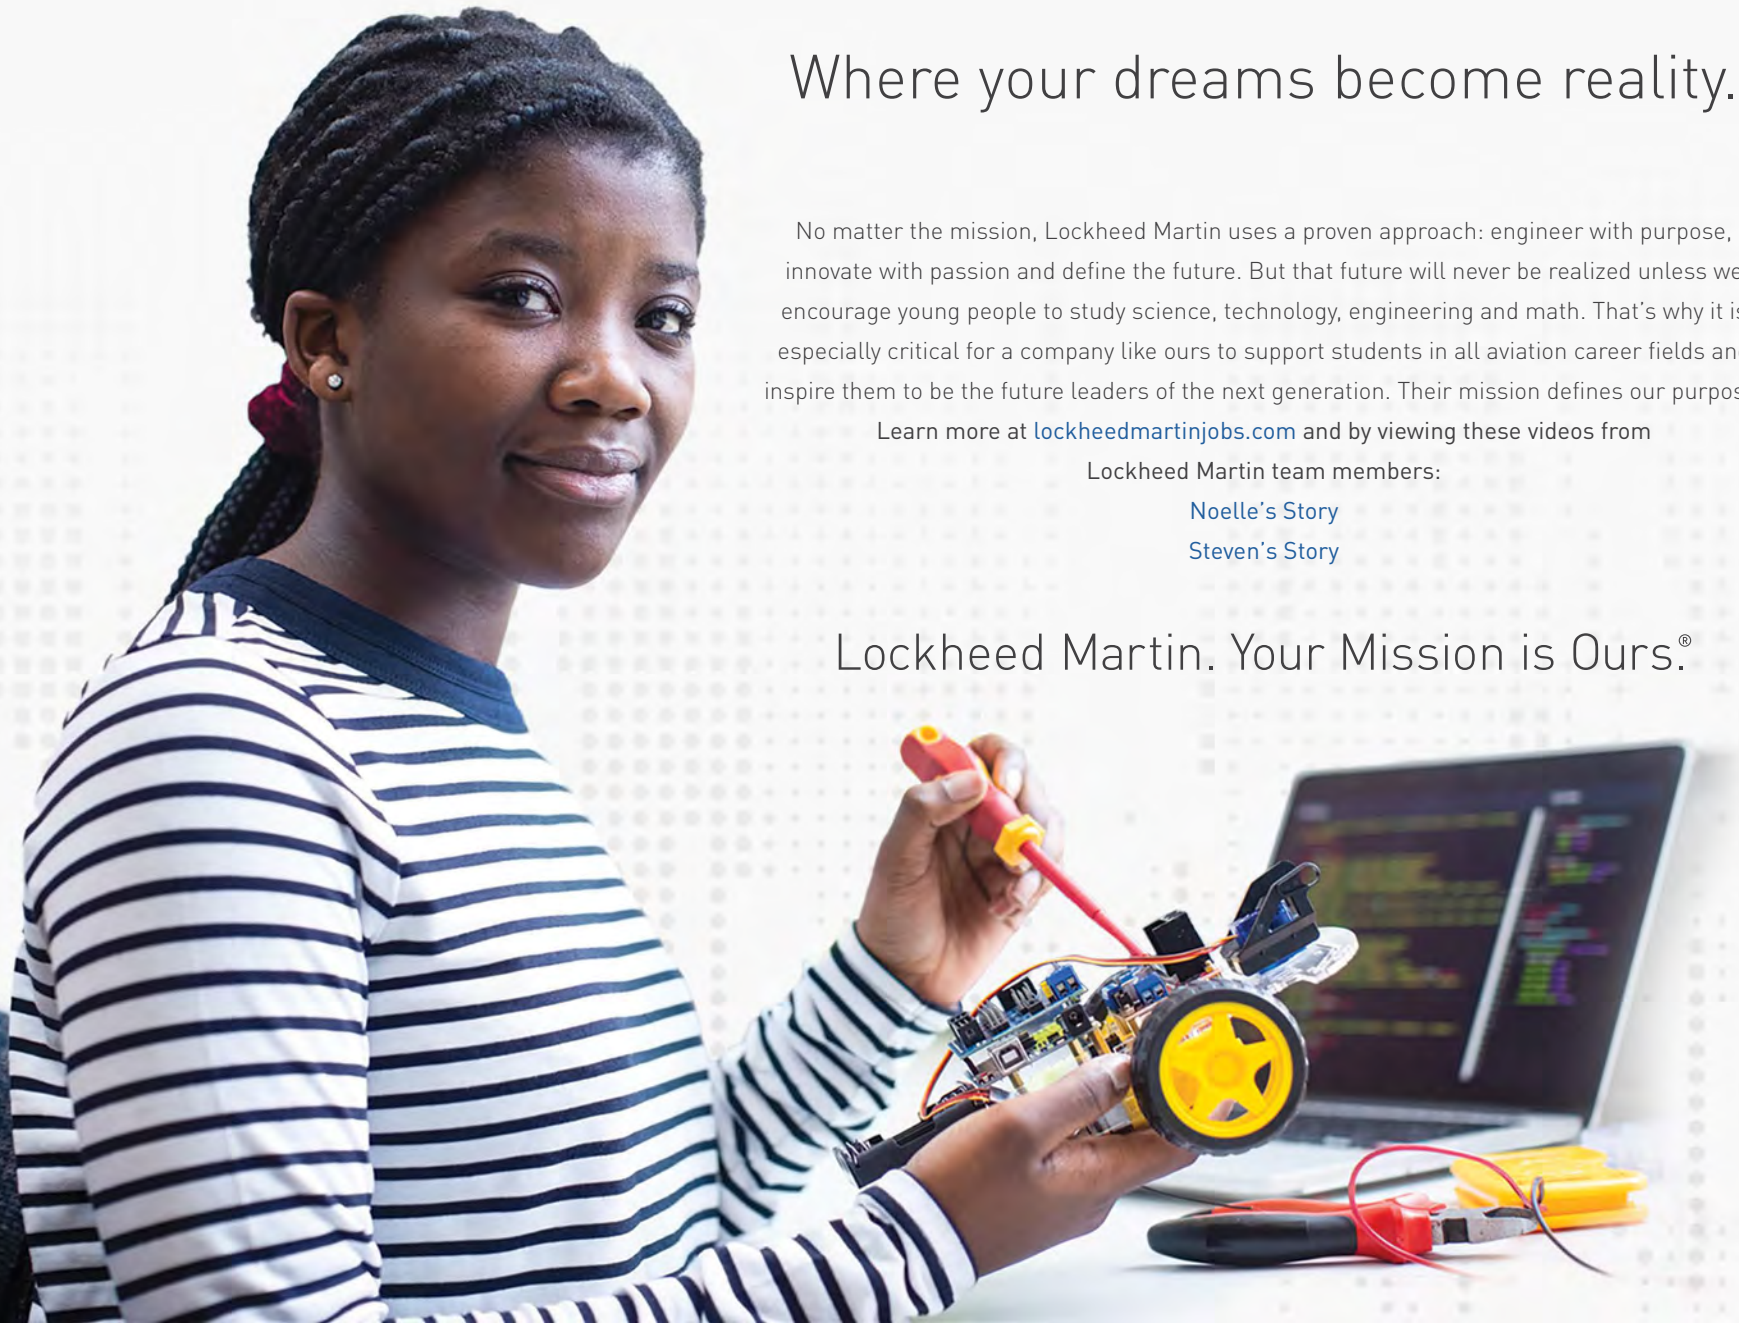 Where your dreams become reality.
No matter the mission, Lockheed Martin uses a proven approach: engineer with purpose,
innovate with passion and define the future. But that future will never be realized unless we
encourage young people to study science, technology, engineering and math. That's why it is
especially critical for a company like ours to support students in all aviation career fields and
inspire them to be the future leaders of the next generation. Their mission defines our
Learn more at lockheedmartinjobs.com and by viewing these videos from
Lockheed Martin team members:
Noelle's Story
Steven's Story
Lockheed Martin. Your Mission is Ours.®